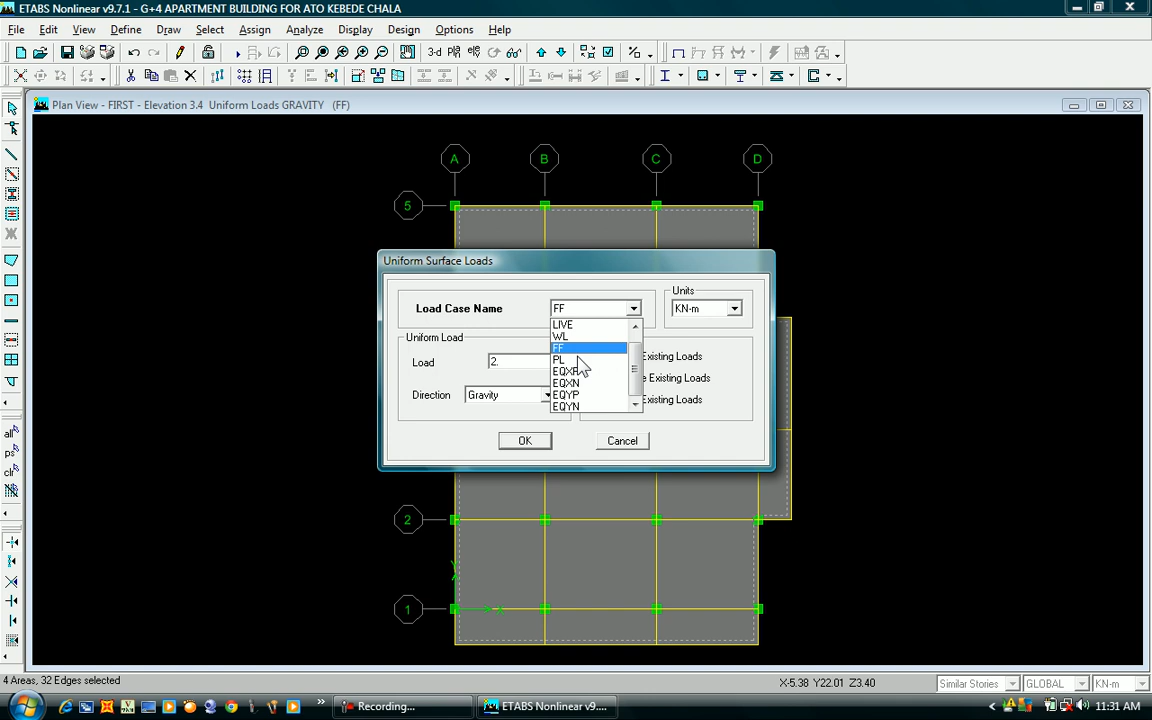 ETABS Nonlinear v9.7.1 - G+4 APARTMENT BUILDING FOR ATO KEBEDE CHALA
File Edit View Define Draw Select Assign Analyze Display Design Options Help
3-d
Plan View - FIRST - Elevation 3.4 Uniform Loads GRAVITY (FF)
A B C D
5
Uniform Surface Loads
Load Case Name FF
Units
KN-m
LIVE
WL
FF
PL
EQXP
EQXN
EQYP
EQYN
Uniform Load
Load 2.
Direction Gravity
Existing Loads
e Existing Loads
Existing Loads
OK Cancel
all
ps
clr
2
Y
1
X
4 Areas, 32 Edges selected
X-5.38 Y22.01 Z3.40
Similar Stories GLOBAL KN-m
Recording...
ETABS Nonlinear v9....
11:31 AM